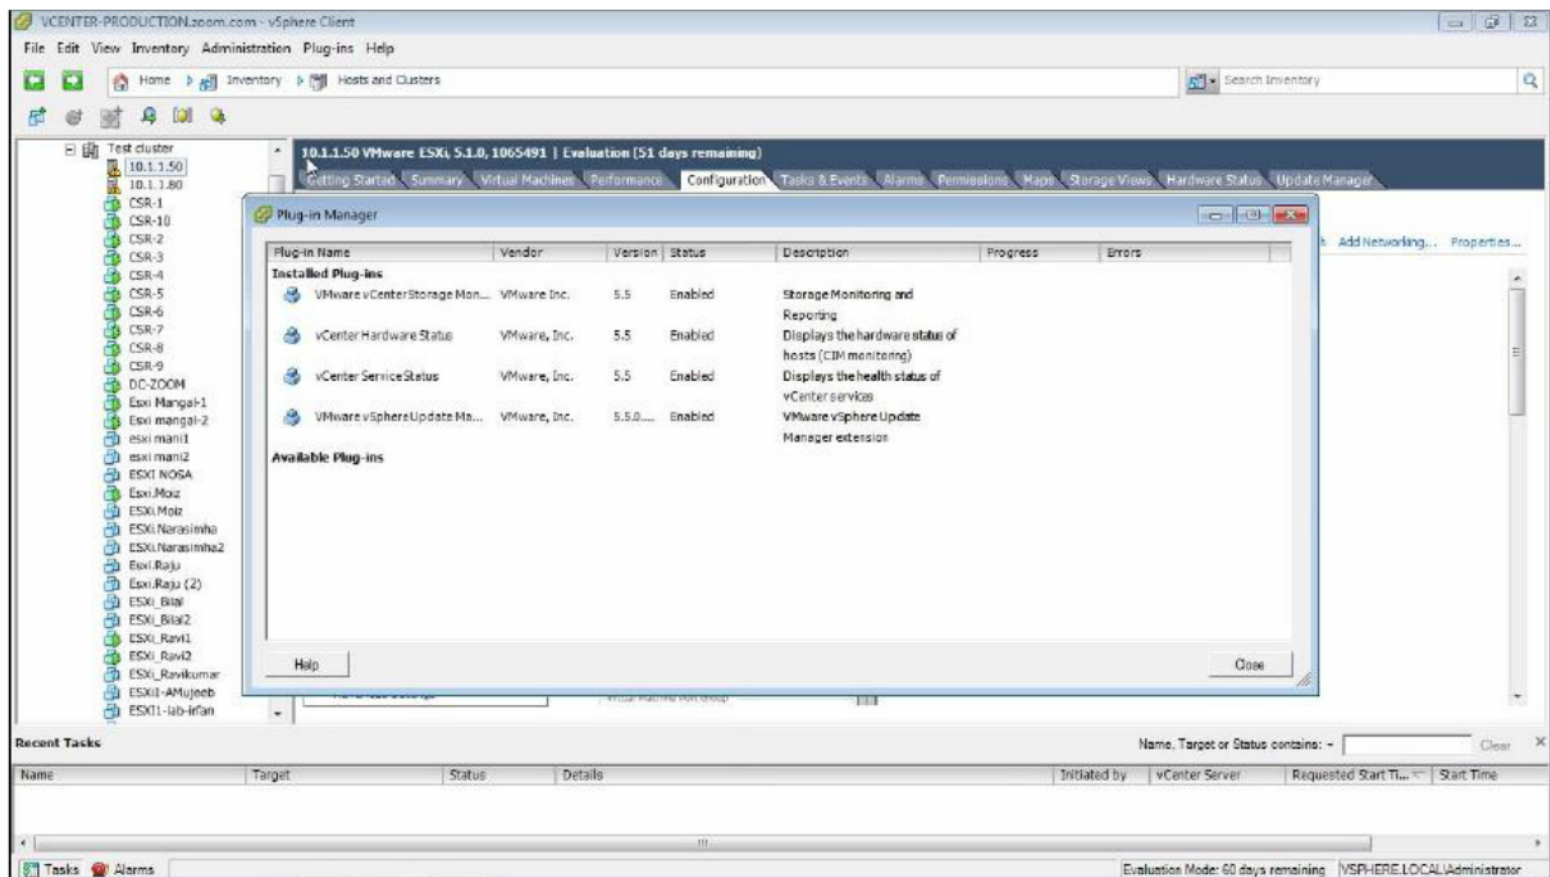 VCENTER-PRODUCTION.zoom.com - vSphere Client
File Edit View Inventory Administration Plug-ins Help
Home Inventory Hosts and Clusters
Search Inventory
Test cluster
10.1.1.50
10.1.1.80
CSR-1
CSR-10
CSR-2
CSR-3
CSR-4
CSR-5
CSR-6
CSR-7
CSR-8
CSR-9
DC-ZOOM
Esxi Mangal-1
Esxi mangal-2
esxi mani1
esxi mani2
ESXI NOSA
Esxi.Moiz
ESXi.Moiz
ESXi.Narasimha
ESXi.Narasimha2
Esxi.Raju
Esxi.Raju (2)
ESXi_Bilal
ESXi_Bilal2
ESXi_Ravi1
ESXi_Ravi2
ESXi_Ravikumar
ESXi1-AMujeeb
ESXI1-lab-irfan
10.1.1.50 VMware ESXi, 5.1.0, 1065491 | Evaluation (51 days remaining)
Getting Started Summary Virtual Machines Performance Configuration Tasks & Events Alarms Permissions Maps Storage Views Hardware Status Update Manager
Add Networking... Properties...
Plug-in Manager
Plug-in Name Vendor Version Status Description Progress Errors
Installed Plug-ins
VMware vCenter Storage Mon... VMware Inc. 5.5 Enabled Storage Monitoring and
Reporting
vCenter Hardware Status VMware, Inc. 5.5 Enabled Displays the hardware status of
hosts (CIM monitoring)
vCenter Service Status VMware, Inc. 5.5 Enabled Displays the health status of
vCenter services
VMware vSphere Update Ma... VMware, Inc. 5.5.0.... Enabled VMware vSphere Update
Manager extension
Available Plug-ins
Help
Close
Recent Tasks
Name, Target or Status contains:
Clear
Name Target Status Details Initiated by vCenter Server Requested Start Ti... Start Time
Tasks Alarms
Evaluation Mode: 60 days remaining VSPHERE.LOCAL\Administrator